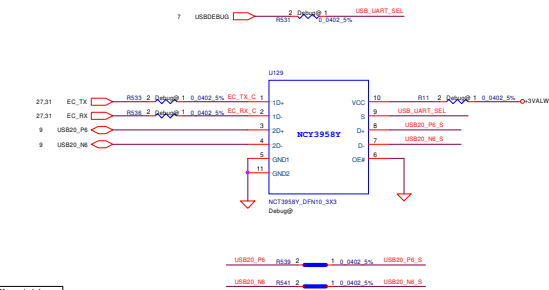 7 USBDEBUG 2 Debug@ 1 USB_UART_SEL
R531 0_0402_5%
U129
27,31 EC_TX R533 2 Debug@ 1 0_0402_5% EC_TX_C 1 1D+ VCC 10 R11 2 Debug@ 1 0_0402_5% +3VALW
27,31 EC_RX R536 2 Debug@ 1 0_0402_5% EC_RX_C 2 1D- S 9 USB_UART_SEL
9 USB20_P6 3 2D+ NCY3958Y D+ 8 USB20_P6_S
9 USB20_N6 4 2D- D- 7 USB20_N6_S
5 GND1 OE# 6
11 GND2
NCT3958Y_DFN10_3X3
Debug@
USB20_P6 R539 2 1 0_0402_5% USB20_P6_S
USB20_N6 R541 2 1 0_0402_5% USB20_N6_S